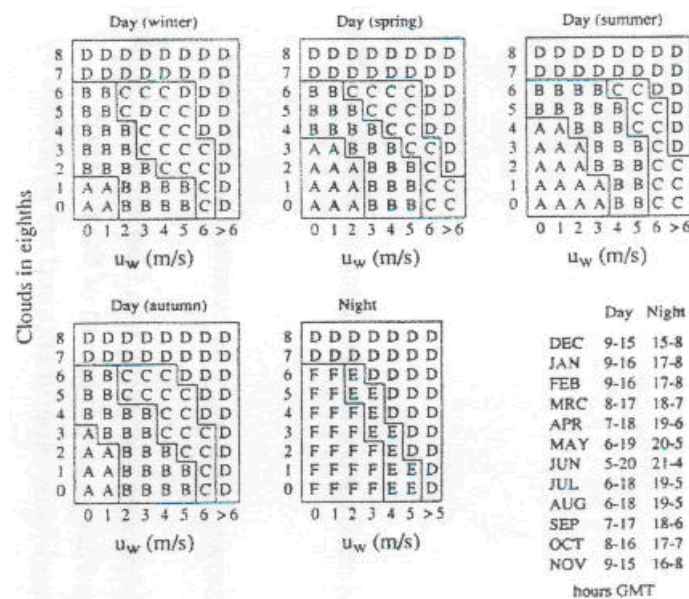 Day (winter)
8 D D D D D D D D
7 D D D D D D D D
6 B B C C C D D D
5 B B C D C C D D
4 B B B C C C D D
3 B B B C C C C D
2 B B B B C C C D
1 A A B B B B C D
0 A A B B B B C D
0 1 2 3 4 5 6 >6
u_w (m/s)
Day (spring)
8 D D D D D D D D
7 D D D D D D D D
6 B B C C C C D D
5 B B B C C C D D
4 B B B B C C D D
3 A A B B B C C D
2 A A A B B C C D
1 A A A B B B C C
0 A A A B B B C C
0 1 2 3 4 5 6 >6
u_w (m/s)
Day (summer)
8 D D D D D D D D
7 D D D D D D D D
6 B B B B C C D D
5 B B B B B C C D
4 A A B B B C C D
3 A A A B B B C D
2 A A A B B B C C
1 A A A A B B C C
0 A A A A B B C C
0 1 2 3 4 5 6 >6
u_w (m/s)
Clouds in eighths
Day (autumn)
8 D D D D D D D D
7 D D D D D D D D
6 B B C C C D D D
5 B B C C C C D D
4 B B B B C C D D
3 A B B B C C C D
2 A A B B B C C D
1 A A B B B B C D
0 A A B B B B C D
0 1 2 3 4 5 6 >6
u_w (m/s)
Night
8 D D D D D D D
7 D D D D D D D
6 F F E D D D D
5 F F E E D D D
4 F F F E D D D
3 F F F E E D D
2 F F F F E D D
1 F F F F E E D
0 F F F F E E D
0 1 2 3 4 5 >5
u_w (m/s)
Day Night
DEC 9-15 15-8
JAN 9-16 17-8
FEB 9-16 17-8
MRC 8-17 18-7
APR 7-18 19-6
MAY 6-19 20-5
JUN 5-20 21-4
JUL 6-18 19-5
AUG 6-18 19-5
SEP 7-17 18-6
OCT 8-16 17-7
NOV 9-15 16-8
hours GMT